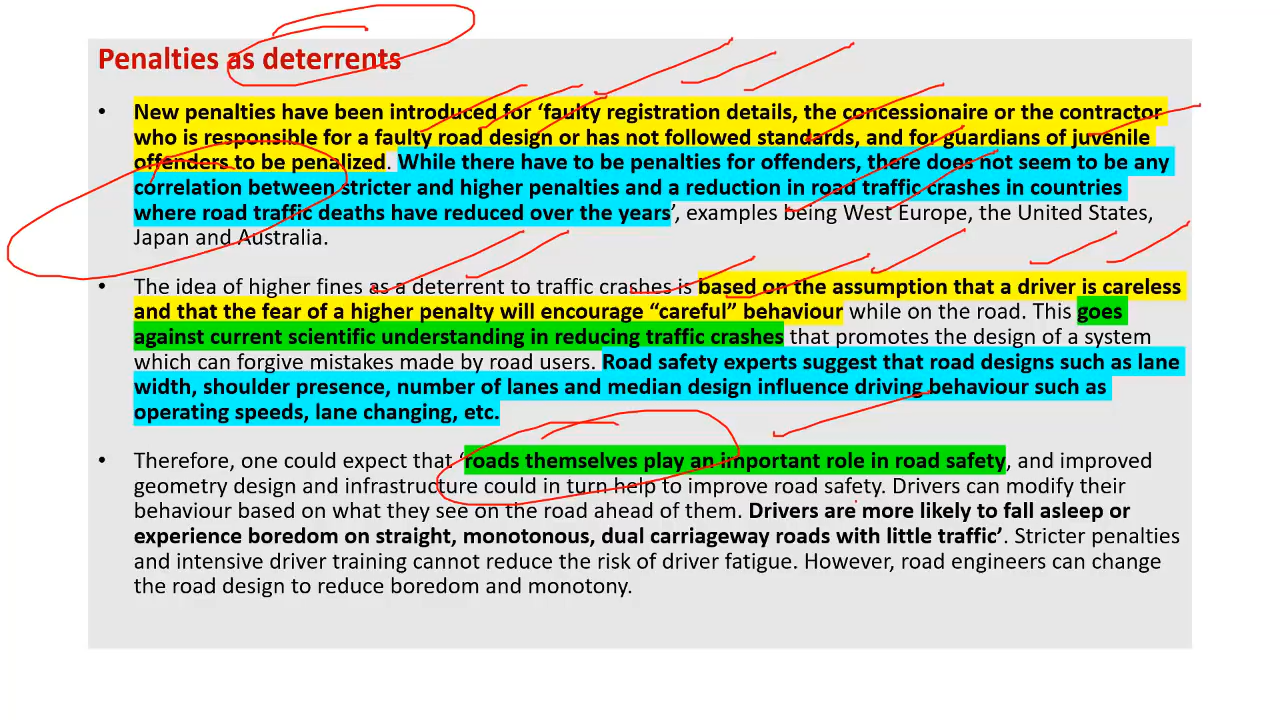 Penalties as deterrents
• New penalties have been introduced for ‘faulty registration details, the concessionaire or the contractor
who is responsible for a faulty road design or has not followed standards, and for guardians of juvenile
offenders to be penalized. While there have to be penalties for offenders, there does not seem to be any
correlation between stricter and higher penalties and a reduction in road traffic crashes in countries
where road traffic deaths have reduced over the years’, examples being West Europe, the United States,
Japan and Australia.
• The idea of higher fines as a deterrent to traffic crashes is based on the assumption that a driver is careless
and that the fear of a higher penalty will encourage “careful” behaviour while on the road. This goes
against current scientific understanding in reducing traffic crashes that promotes the design of a system
which can forgive mistakes made by road users. Road safety experts suggest that road designs such as lane
width, shoulder presence, number of lanes and median design influence driving behaviour such as
operating speeds, lane changing, etc.
• Therefore, one could expect that ‘roads themselves play an important role in road safety, and improved
geometry design and infrastructure could in turn help to improve road safety. Drivers can modify their
behaviour based on what they see on the road ahead of them. Drivers are more likely to fall asleep or
experience boredom on straight, monotonous, dual carriageway roads with little traffic’. Stricter penalties
and intensive driver training cannot reduce the risk of driver fatigue. However, road engineers can change
the road design to reduce boredom and monotony.